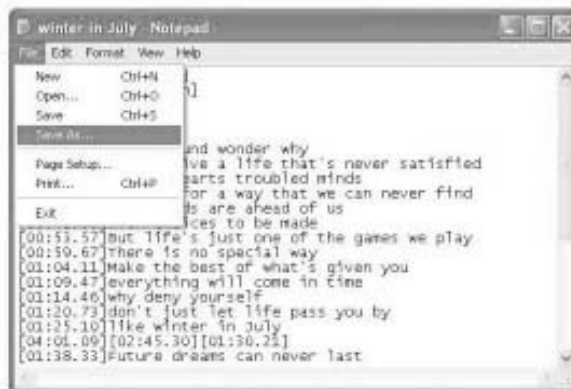 winter in July - Notepad
File Edit Format View Help
New Ctrl+N
Open... Ctrl+O
Save Ctrl+S
Save As...
Page Setup...
Print... Ctrl+P
Exit
und wonder why
ive a life that's never satisfied
arts troubled minds
for a way that we can never find
ds are ahead of us
ices to be made
[00:53.57]But life's just one of the games we play
[00:59.67]There is no special way
[01:04.11]Make the best of what's given you
[01:09.47]everything will come in time
[01:14.46]why deny yourself
[01:20.73]don't just let life pass you by
[01:25.10]like winter in July
[04:01.09][02:45.30][01:30.21]
[01:38.33]Future dreams can never last